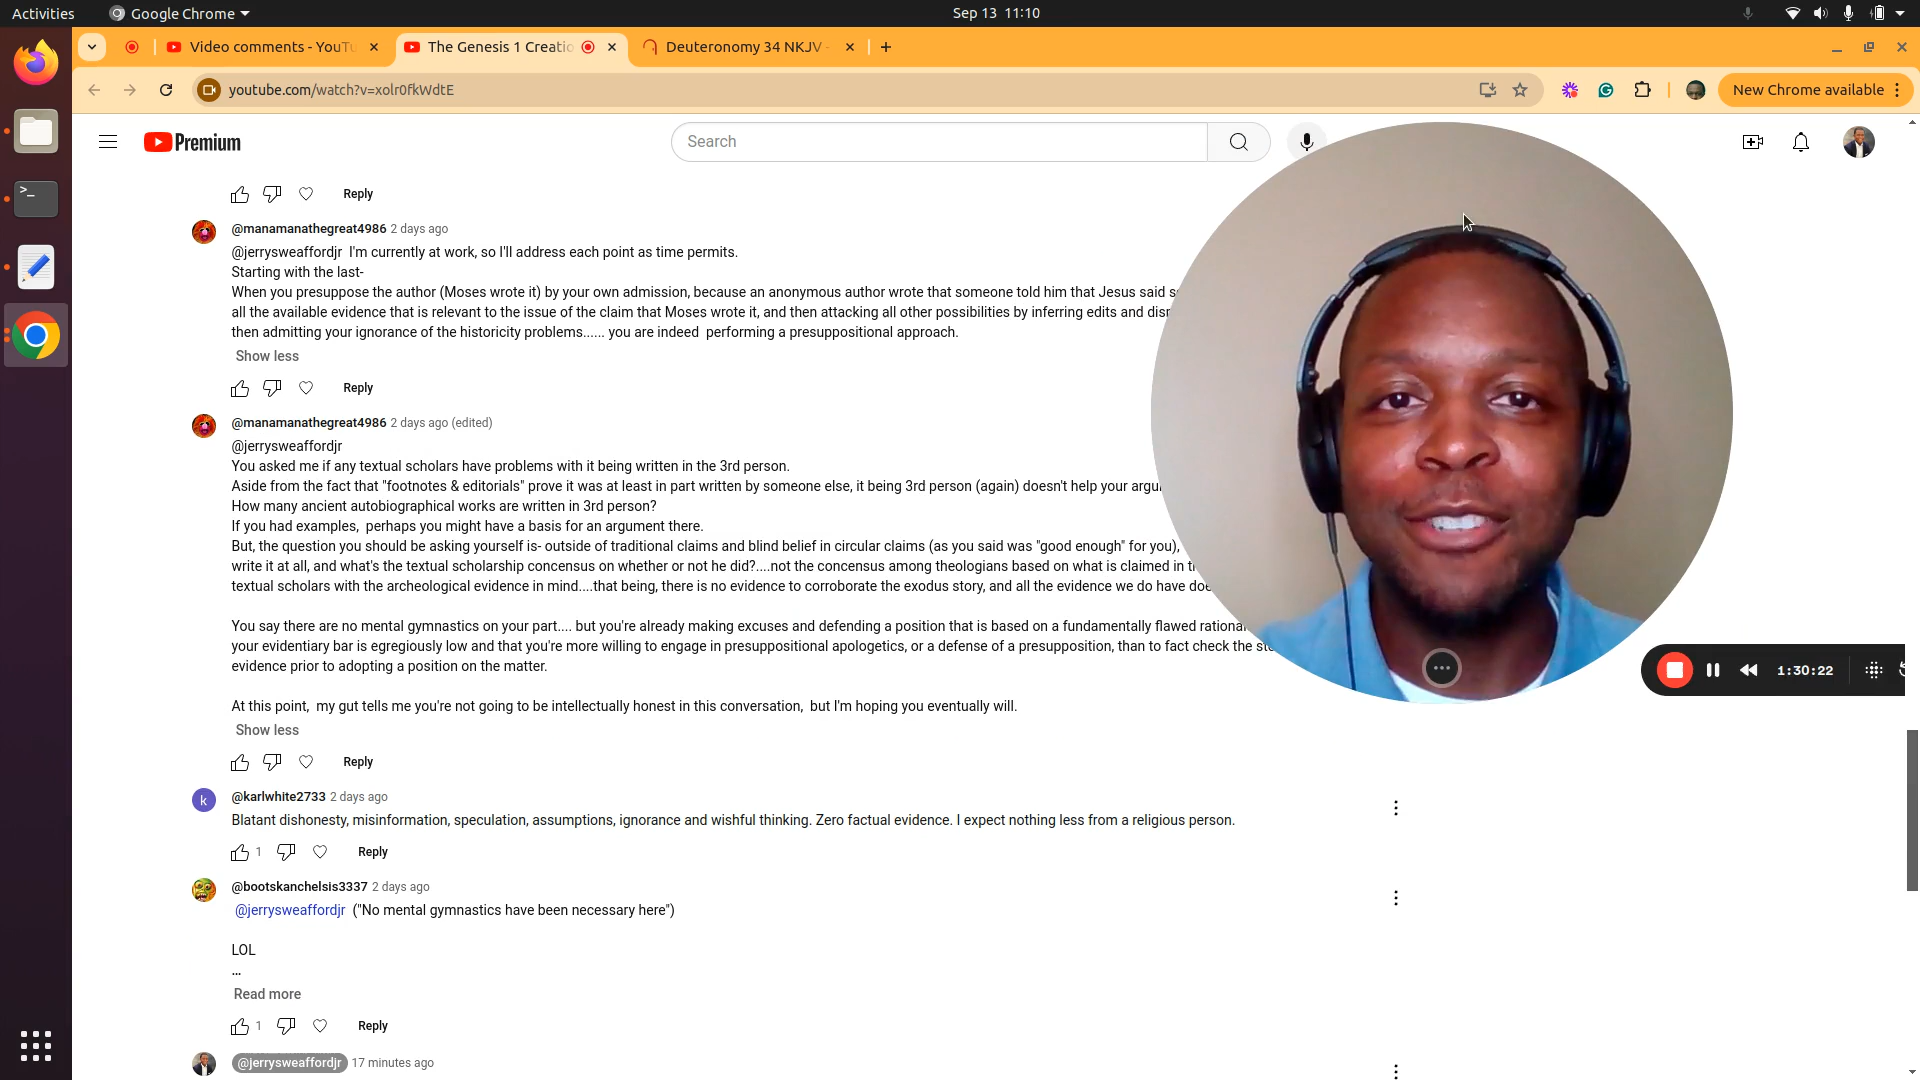 Activities
Google Chrome
Sep 13 11:10
Video comments - YouTu
The Genesis 1 Creatio
Deuteronomy 34 NKJV
youtube.com/watch?v=xolr0fkWdtE
New Chrome available
Premium
Search
Reply
@manamanathegreat4986 2 days ago
@jerrysweaffordjr I'm currently at work, so I'll address each point as time permits.
Starting with the last-
When you presuppose the author (Moses wrote it) by your own admission, because an anonymous author wrote that someone told him that Jesus said
all the available evidence that is relevant to the issue of the claim that Moses wrote it, and then attacking all other possibilities by inferring edits and
then admitting your ignorance of the historicity problems...... you are indeed performing a presuppositional approach.
Show less
Reply
@manamanathegreat4986 2 days ago (edited)
@jerrysweaffordjr
You asked me if any textual scholars have problems with it being written in the 3rd person.
Aside from the fact that "footnotes & editorials" prove it was at least in part written by someone else, it being 3rd person (again) doesn't help your
How many ancient autobiographical works are written in 3rd person?
If you had examples, perhaps you might have a basis for an argument there.
But, the question you should be asking yourself is- outside of traditional claims and blind belief in circular claims (as you said was "good enough" for you),
write it at all, and what's the textual scholarship concensus on whether or not he did?....not the concensus among theologians based on what is claimed in
textual scholars with the archeological evidence in mind....that being, there is no evidence to corroborate the exodus story, and all the evidence we do have
You say there are no mental gymnastics on your part.... but you're already making excuses and defending a position that is based on a fundamentally flawed
your evidentiary bar is egregiously low and that you're more willing to engage in presuppositional apologetics, or a defense of a presupposition, than to fact check the
evidence prior to adopting a position on the matter.
At this point, my gut tells me you're not going to be intellectually honest in this conversation, but I'm hoping you eventually will.
Show less
Reply
1:30:22
k
@karlwhite2733 2 days ago
Blatant dishonesty, misinformation, speculation, assumptions, ignorance and wishful thinking. Zero factual evidence. I expect nothing less from a religious person.
1
Reply
@bootskanchelsis3337 2 days ago
@jerrysweaffordjr ("No mental gymnastics have been necessary here")
LOL
...
Read more
1
Reply
@jerrysweaffordjr 17 minutes ago